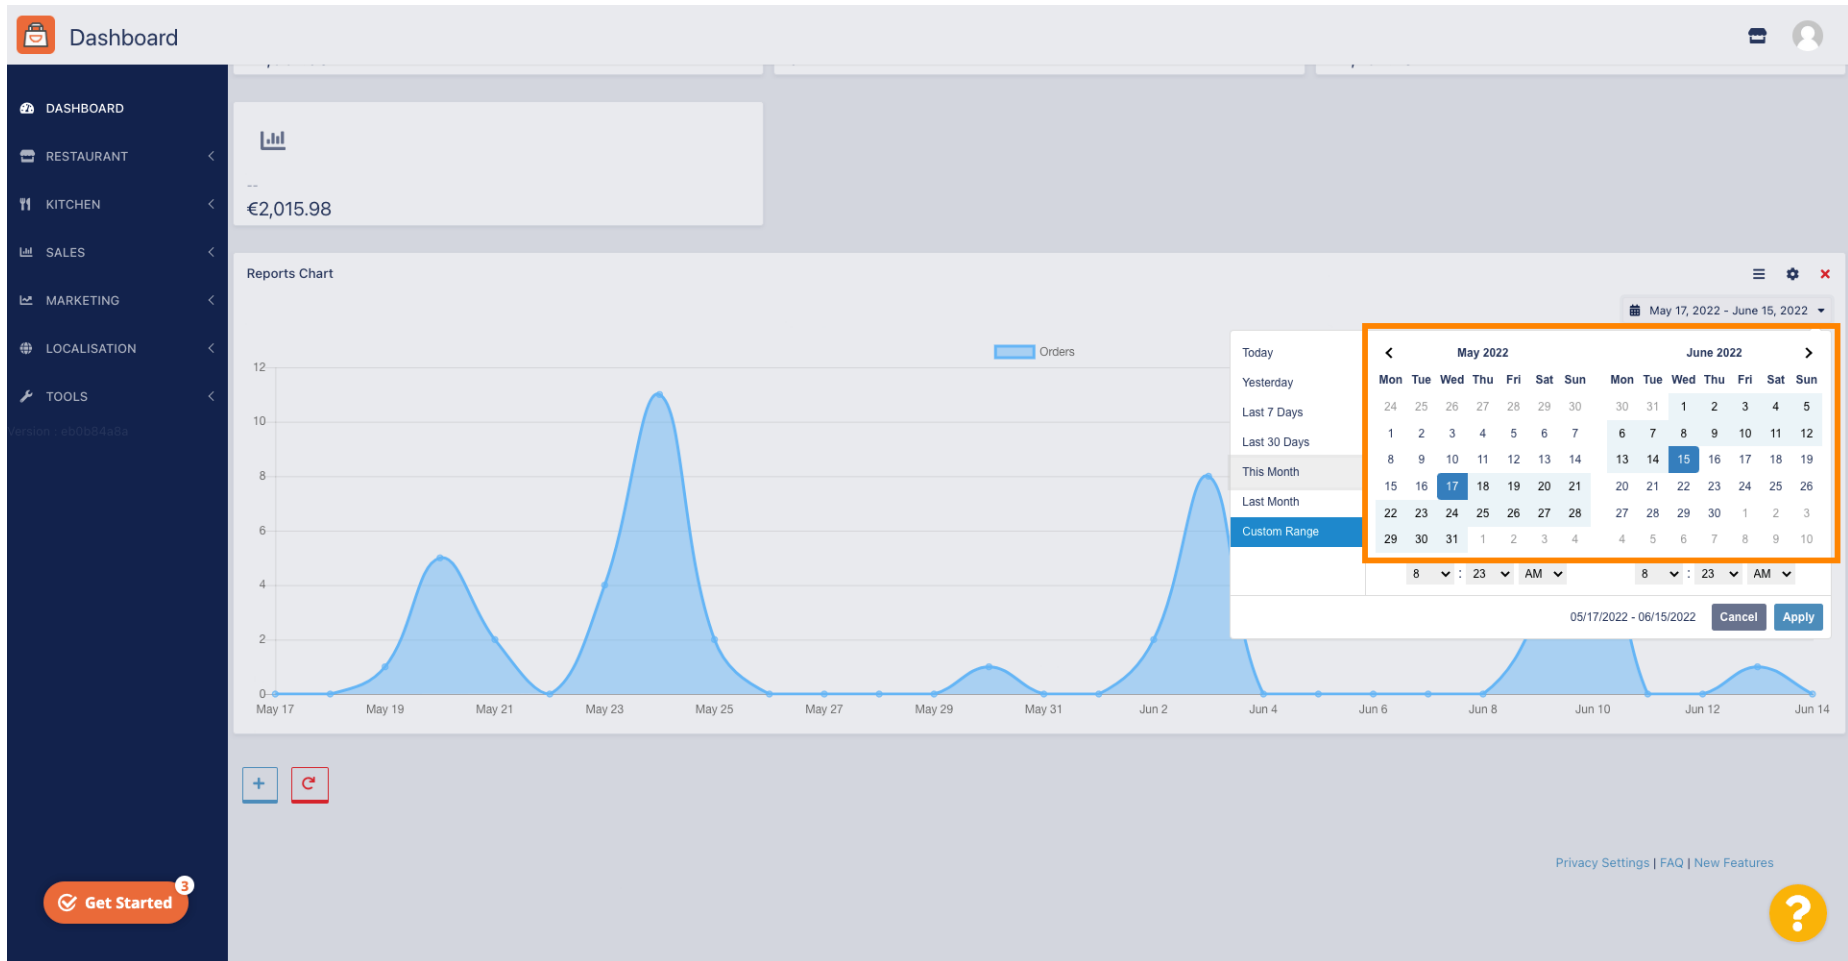 Dashboard
DASHBOARD
RESTAURANT
KITCHEN
SALES
MARKETING
LOCALISATION
TOOLS
Version : eb0b84a8a
--
€2,015.98
Reports Chart
May 17, 2022 - June 15, 2022
Orders
12
10
8
6
4
2
0
May 17 May 19 May 21 May 23 May 25 May 27 May 29 May 31 Jun 2 Jun 4 Jun 6 Jun 8 Jun 10 Jun 12 Jun 14
Today
Yesterday
Last 7 Days
Last 30 Days
This Month
Last Month
Custom Range
May 2022
Mon Tue Wed Thu Fri Sat Sun
24 25 26 27 28 29 30
1 2 3 4 5 6 7
8 9 10 11 12 13 14
15 16 17 18 19 20 21
22 23 24 25 26 27 28
29 30 31 1 2 3 4
8 : 23 AM
June 2022
Mon Tue Wed Thu Fri Sat Sun
30 31 1 2 3 4 5
6 7 8 9 10 11 12
13 14 15 16 17 18 19
20 21 22 23 24 25 26
27 28 29 30 1 2 3
4 5 6 7 8 9 10
8 : 23 AM
05/17/2022 - 06/15/2022 Cancel Apply
Privacy Settings | FAQ | New Features
Get Started
3
?